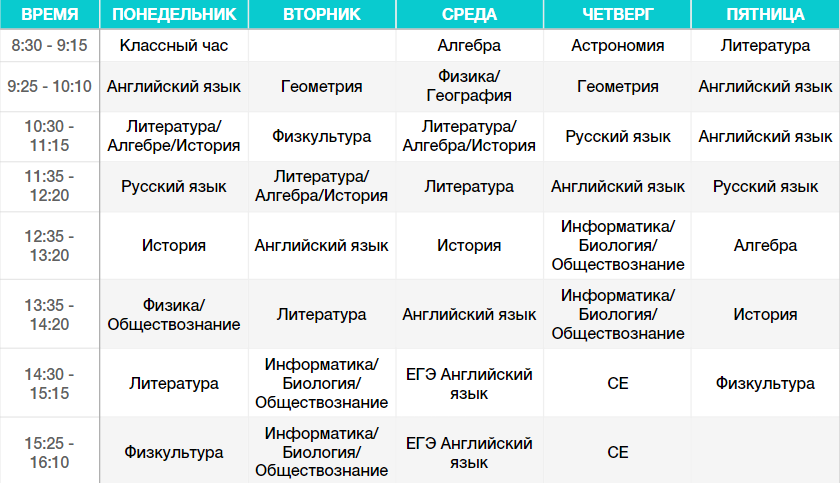 ВРЕМЯ ПОНЕДЕЛЬНИК ВТОРНИК СРЕДА ЧЕТВЕРГ ПЯТНИЦА
8:30 - 9:15 Классный час Алгебра Астрономия Литература
9:25 - 10:10 Английский язык Геометрия Физика/
География Геометрия Английский язык
10:30 -
11:15 Литература/
Алгебре/История Физкультура Литература/
Алгебра/История Русский язык Английский язык
11:35 -
12:20 Русский язык Литература/
Алгебра/История Литература Английский язык Русский язык
12:35 -
13:20 История Английский язык История Информатика/
Биология/
Обществознание Алгебра
13:35 -
14:20 Физика/
Обществознание Литература Английский язык Информатика/
Биология/
Обществознание История
14:30 -
15:15 Литература Информатика/
Биология/
Обществознание ЕГЭ Английский
язык СЕ Физкультура
15:25 -
16:10 Физкультура Информатика/
Биология/
Обществознание ЕГЭ Английский
язык СЕ